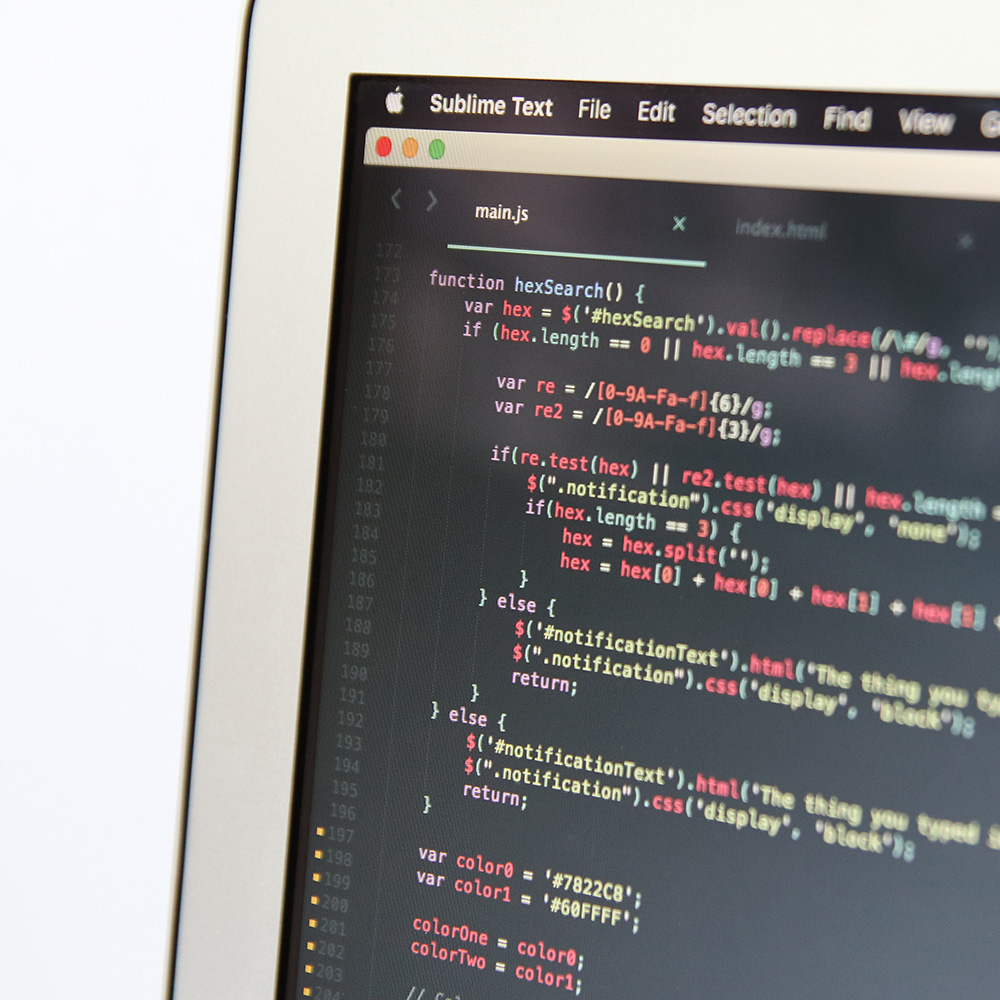 Sublime Text File Edit Selection Find View
main.js × index.html ×
172
173 function hexSearch() {
174 var hex = $('#hexSearch').val().replace(/\#/g, '');
175 if (hex.length == 0 || hex.length == 3 || hex.leng
176
177 var re = /[0-9A-Fa-f]{6}/g;
178 var re2 = /[0-9A-Fa-f]{3}/g;
179
180 if(re.test(hex) || re2.test(hex) || hex.length
181 $(".notification").css('display', 'none');
182 if(hex.length == 3) {
183 hex = hex.split('');
184 hex = hex[0] + hex[0] + hex[1] + hex[1] +
185 }
186 } else {
187 $('#notificationText').html('The thing you ty
188 $(".notification").css('display', 'block');
189 return;
190 }
191 } else {
192 $('#notificationText').html('The thing you typed
193 $(".notification").css('display', 'block');
194 return;
195 }
196
197 var color0 = '#7822C8';
198 var color1 = '#60FFFF';
199
200 colorOne = color0;
201 colorTwo = color1;
202
203 //
204